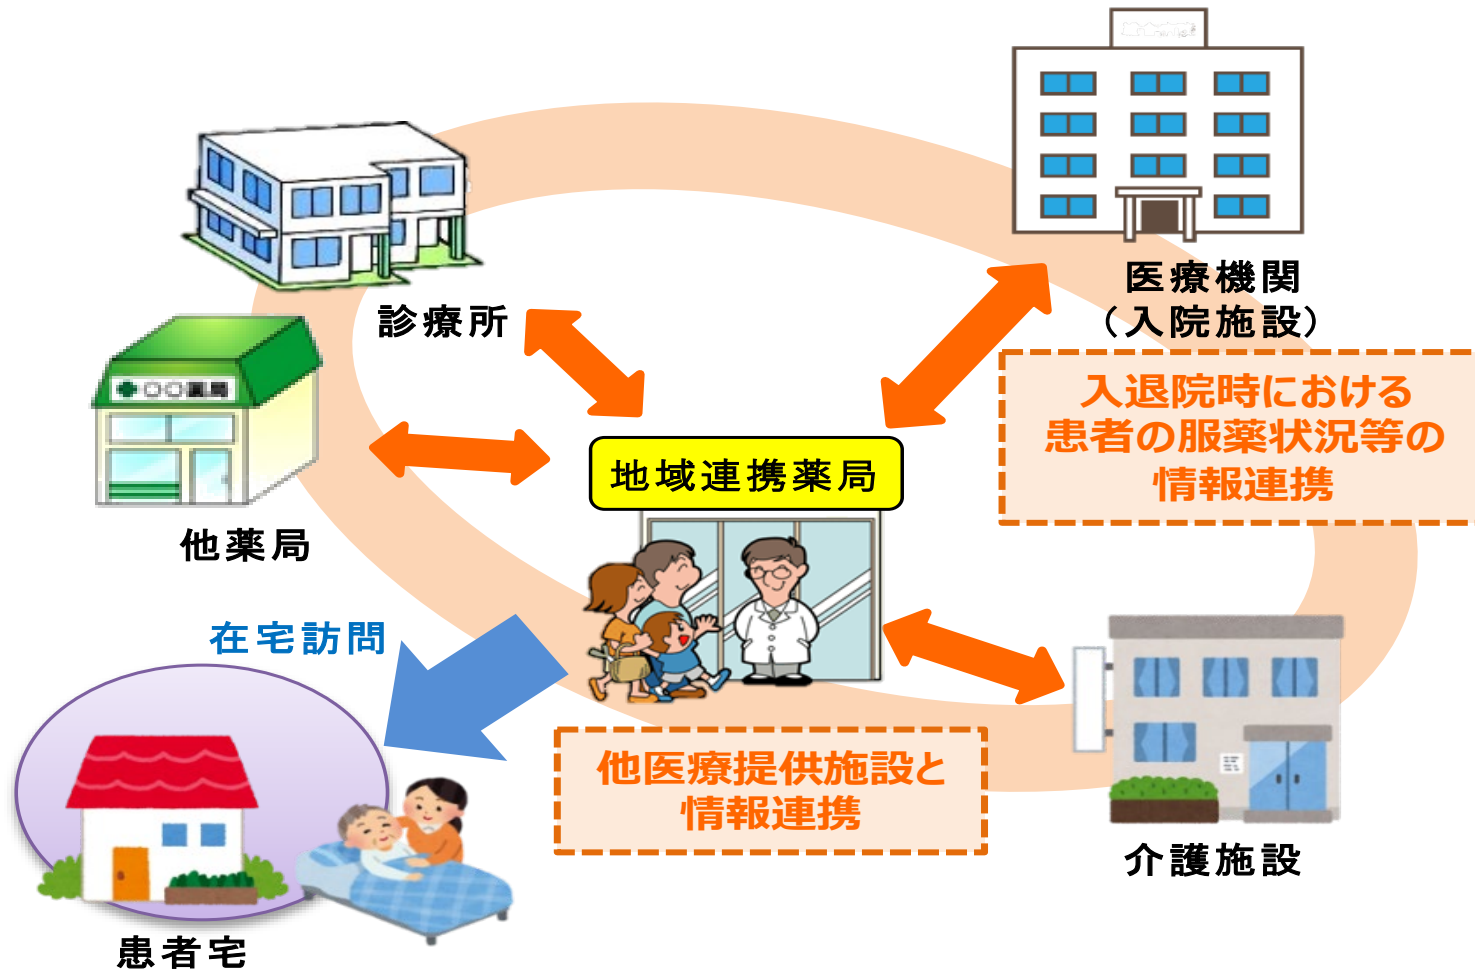 医療機関
（入院施設）
診療所
入退院時における
患者の服薬状況等の
情報連携
○○薬局
地域連携薬局
他薬局
在宅訪問
他医療提供施設と
情報連携
介護施設
患者宅